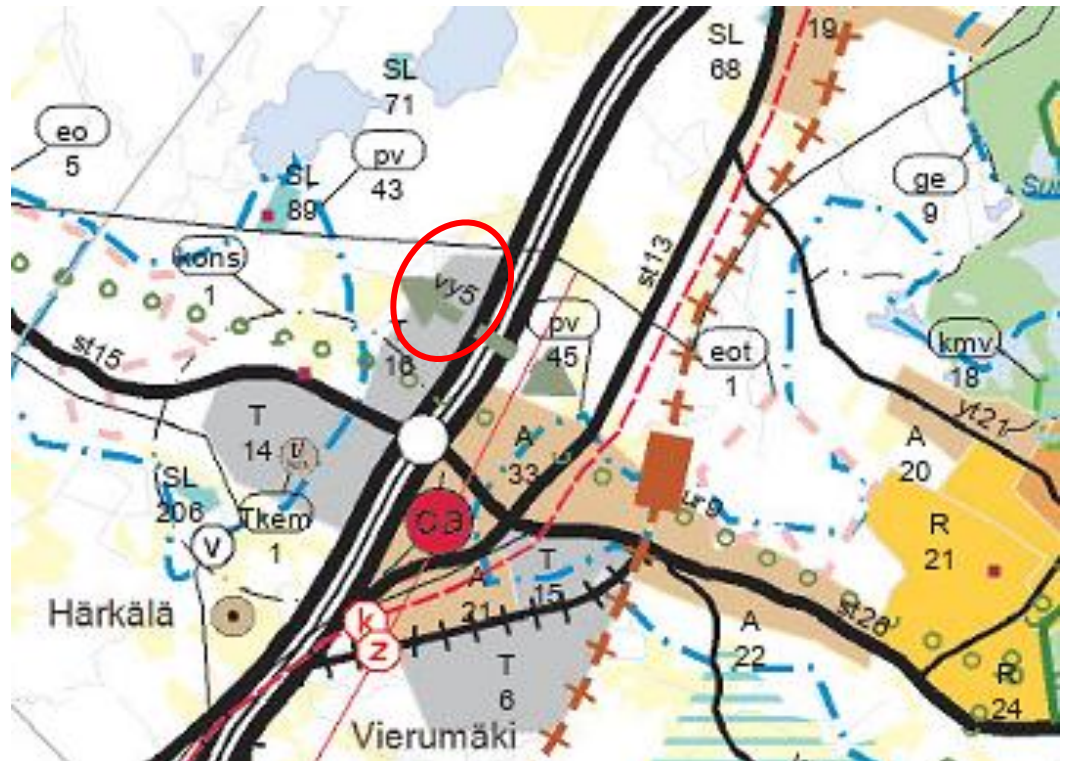 19
SL
68
SL
71
eo
5
pv
43
ge
9
SL
89
kons
1
vy5
st13
pv
45
eot
1
kmv
18
T
16
st15
T
14
A
33
A
20
vt21
SL
206
Tkem
1
v
ca
R
21
T
15
A
21
Härkälä
k
z
A
22
st26
T
6
R
24
Vierumäki